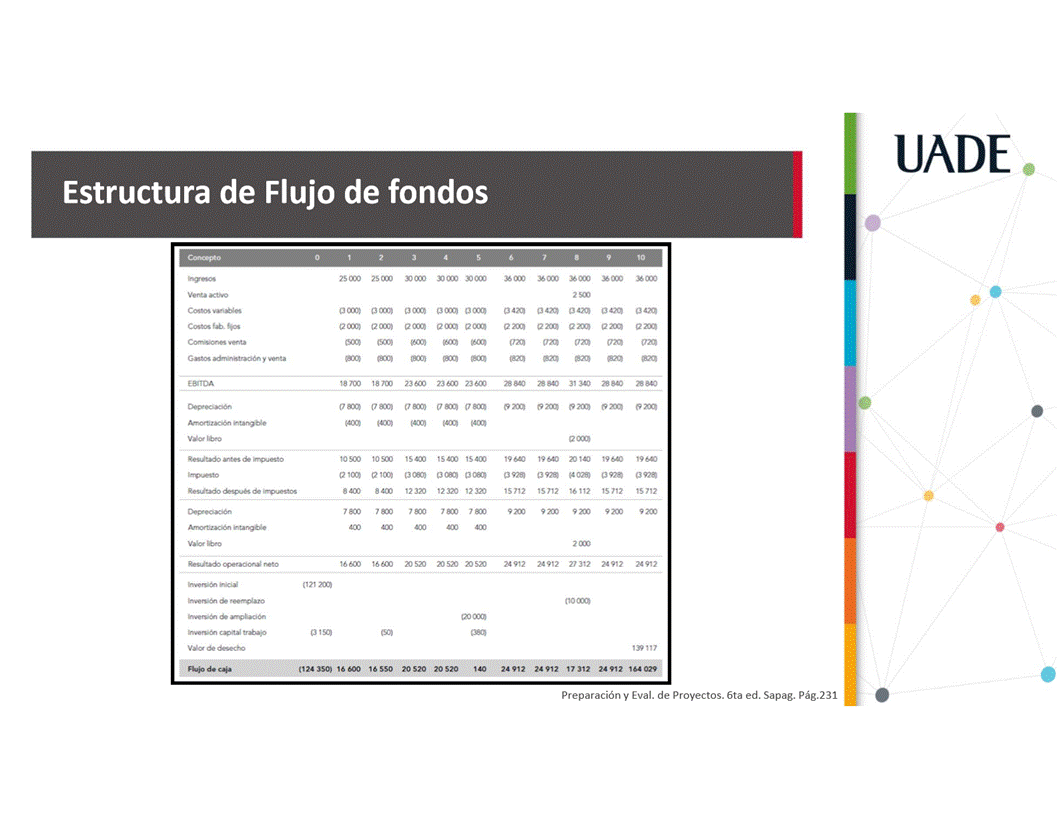 UADE
Estructura de Flujo de fondos
Concepto 0 1 2 3 4 5 6 7 8 9 10
Ingresos 25 000 25 000 30 000 30 000 30 000 36 000 36 000 36 000 36 000 36 000
Venta activo 2 500
Costos variables (3 000) (3 000) (3 000) (3 000) (3 000) (3 420) (3 420) (3 420) (3 420) (3 420)
Costos fab. fijos (2 000) (2 000) (2 000) (2 000) (2 000) (2 200) (2 200) (2 200) (2 200) (2 200)
Comisiones venta (500) (500) (600) (600) (600) (720) (720) (720) (720) (720)
Gastos administración y venta (800) (800) (800) (800) (800) (820) (820) (820) (820) (820)
EBITDA 18 700 18 700 23 600 23 600 23 600 28 840 28 840 31 340 28 840 28 840
Depreciación (7 800) (7 800) (7 800) (7 800) (7 800) (9 200) (9 200) (9 200) (9 200) (9 200)
Amortización intangible (400) (400) (400) (400) (400)
Valor libro (2 000)
Resultado antes de impuesto 10 500 10 500 15 400 15 400 15 400 19 640 19 640 20 140 19 640 19 640
Impuesto (2 100) (2 100) (3 080) (3 080) (3 080) (3 928) (3 928) (4 028) (3 928) (3 928)
Resultado después de impuestos 8 400 8 400 12 320 12 320 12 320 15 712 15 712 16 112 15 712 15 712
Depreciación 7 800 7 800 7 800 7 800 7 800 9 200 9 200 9 200 9 200 9 200
Amortización intangible 400 400 400 400 400
Valor libro 2 000
Resultado operacional neto 16 600 16 600 20 520 20 520 20 520 24 912 24 912 27 312 24 912 24 912
Inversión inicial (121 200)
Inversión de reemplazo (10 000)
Inversión de ampliación (20 000)
Inversión capital trabajo (3 150) (50) (380)
Valor de desecho 139 117
Flujo de caja (124 350) 16 600 16 550 20 520 20 520 140 24 912 24 912 17 312 24 912 164 029
Preparación y Eval. de Proyectos. 6ta ed. Sapag. Pág.231